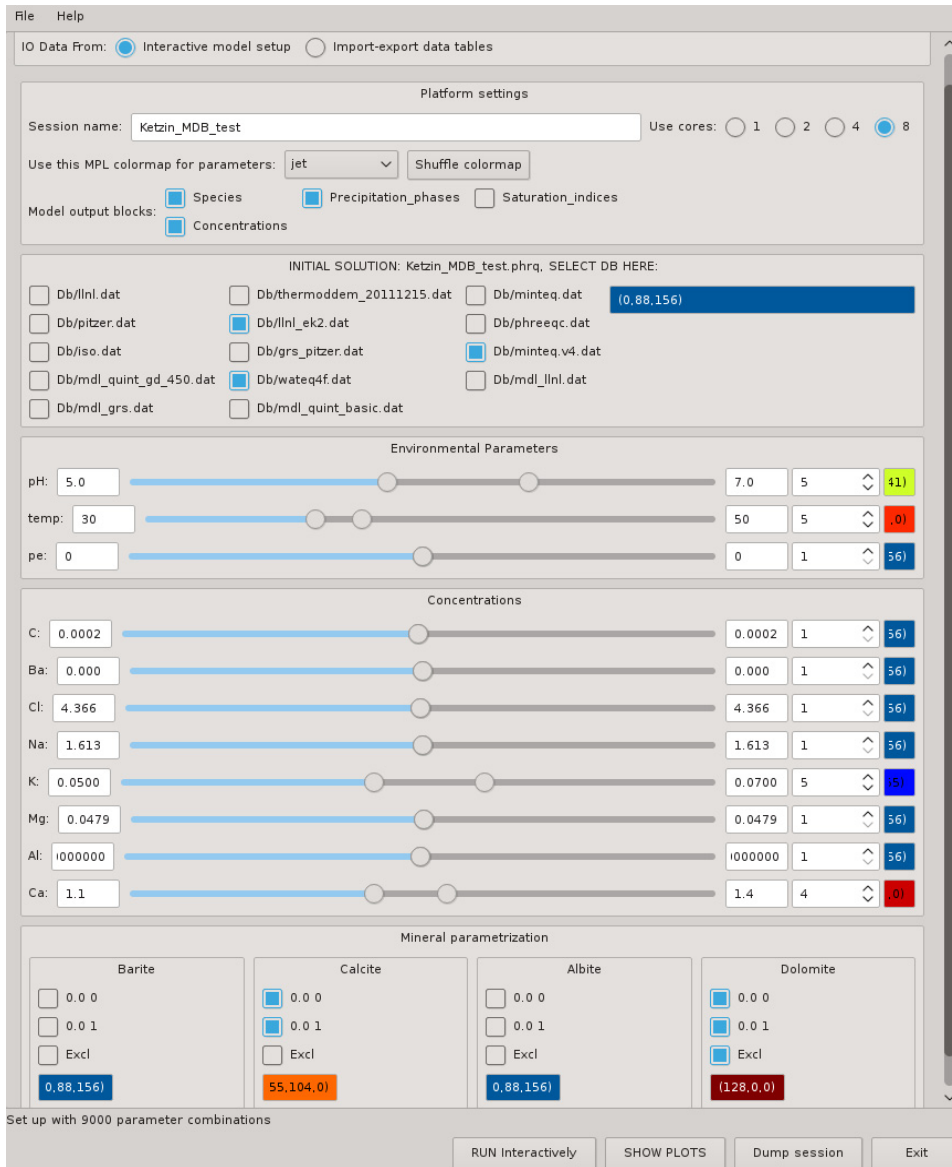 File Help
IO Data From: Interactive model setup Import-export data tables
Platform settings
Session name: Ketzin_MDB_test Use cores: 1 2 4 8
Use this MPL colormap for parameters: jet Shuffle colormap
Model output blocks: Species Precipitation_phases Saturation_indices
Concentrations
INITIAL SOLUTION: Ketzin_MDB_test.phrq, SELECT DB HERE:
Db/llnl.dat Db/thermoddem_20111215.dat Db/minteq.dat (0,88,156)
Db/pitzer.dat Db/llnl_ek2.dat Db/phreeqc.dat
Db/iso.dat Db/grs_pitzer.dat Db/minteq.v4.dat
Db/mdl_quint_gd_450.dat Db/wateq4f.dat Db/mdl_llnl.dat
Db/mdl_grs.dat Db/mdl_quint_basic.dat
Environmental Parameters
pH: 5.0 7.0 5 41)
temp: 30 50 5 ,0)
pe: 0 0 1 56)
Concentrations
C: 0.0002 0.0002 1 56)
Ba: 0.000 0.000 1 56)
Cl: 4.366 4.366 1 56)
Na: 1.613 1.613 1 56)
K: 0.0500 0.0700 5 55)
Mg: 0.0479 0.0479 1 56)
Al: 000000 000000 1 56)
Ca: 1.1 1.4 4 ,0)
Mineral parametrization
Barite Calcite Albite Dolomite
0.0 0 0.0 0 0.0 0 0.0 0
0.0 1 0.0 1 0.0 1 0.0 1
Excl Excl Excl Excl
0,88,156) 55,104,0) 0,88,156) (128,0,0)
Set up with 9000 parameter combinations
RUN Interactively SHOW PLOTS Dump session Exit